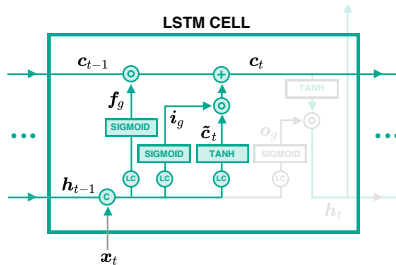 LSTM CELL
c_{t-1} c_t
TANH
f_g i_g o_g
SIGMOID c̃_t
SIGMOID TANH SIGMOID
LC LC LC LC
h_{t-1} C h_t
x_t